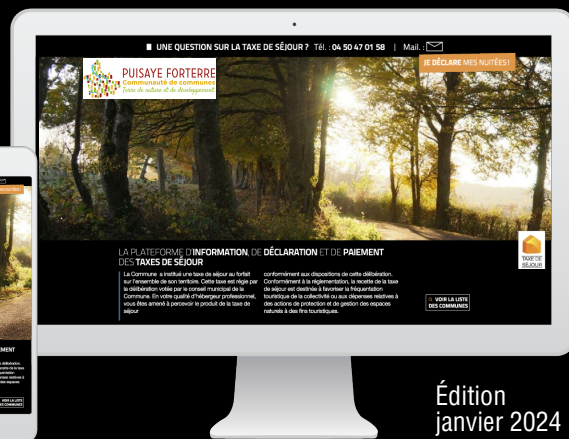 ■ UNE QUESTION SUR LA TAXE DE SÉJOUR ? Tél. : 04 50 47 01 58 | Mail. :
JE DÉCLARE MES NUITÉES !
PUISAYE FORTERRE
Communauté de communes
Terre de nature et de développement
LA PLATEFORME D'INFORMATION, DE DÉCLARATION ET DE PAIEMENT
DES TAXES DE SÉJOUR
La Commune a institué une taxe de séjour au forfait
sur l'ensemble de son territoire. Cette taxe est régie par
la délibération votée par le conseil municipal de la
Commune. En votre qualité d'hébergeur professionnel,
vous êtes amené à percevoir le produit de la taxe de
séjour
conformément aux dispositions de cette délibération.
Conformément à la réglementation, la recette de la taxe
de séjour est destinée à favoriser la fréquentation
touristique de la collectivité ou aux dépenses relatives à
des actions de protection et de gestion des espaces
naturels à des fins touristiques.
TAXE DE
SÉJOUR
VOIR LA LISTE
DES COMMUNES
EMENT
VOIR LA LISTE
DES COMMUNES
Édition
janvier 2024